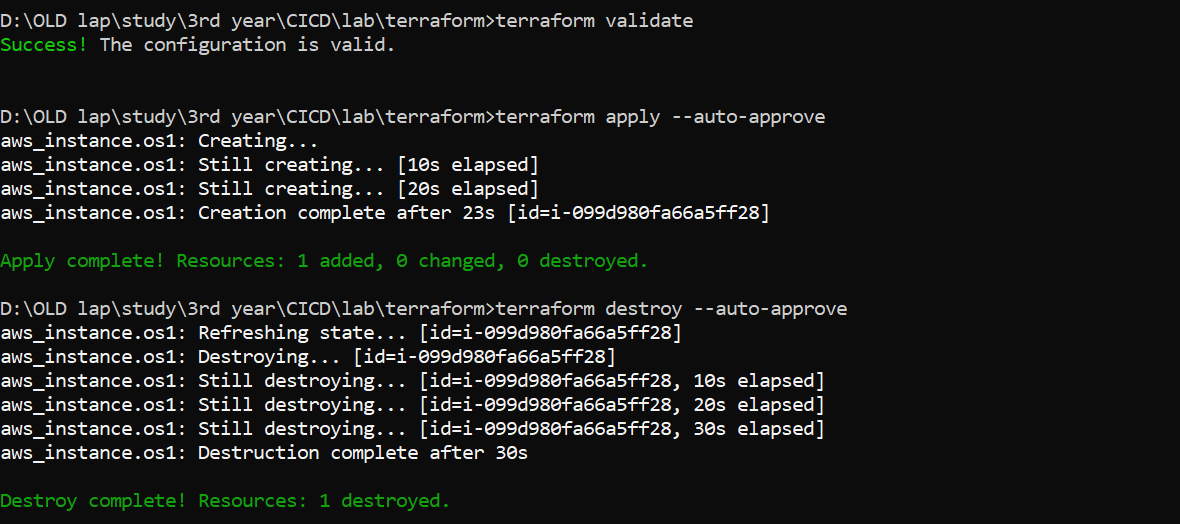 D:\OLD lap\study\3rd year\CICD\lab\terraform>terraform validate
Success! The configuration is valid.
D:\OLD lap\study\3rd year\CICD\lab\terraform>terraform apply --auto-approve
aws_instance.os1: Creating...
aws_instance.os1: Still creating... [10s elapsed]
aws_instance.os1: Still creating... [20s elapsed]
aws_instance.os1: Creation complete after 23s [id=i-099d980fa66a5ff28]
Apply complete! Resources: 1 added, 0 changed, 0 destroyed.
D:\OLD lap\study\3rd year\CICD\lab\terraform>terraform destroy --auto-approve
aws_instance.os1: Refreshing state... [id=i-099d980fa66a5ff28]
aws_instance.os1: Destroying... [id=i-099d980fa66a5ff28]
aws_instance.os1: Still destroying... [id=i-099d980fa66a5ff28, 10s elapsed]
aws_instance.os1: Still destroying... [id=i-099d980fa66a5ff28, 20s elapsed]
aws_instance.os1: Still destroying... [id=i-099d980fa66a5ff28, 30s elapsed]
aws_instance.os1: Destruction complete after 30s
Destroy complete! Resources: 1 destroyed.